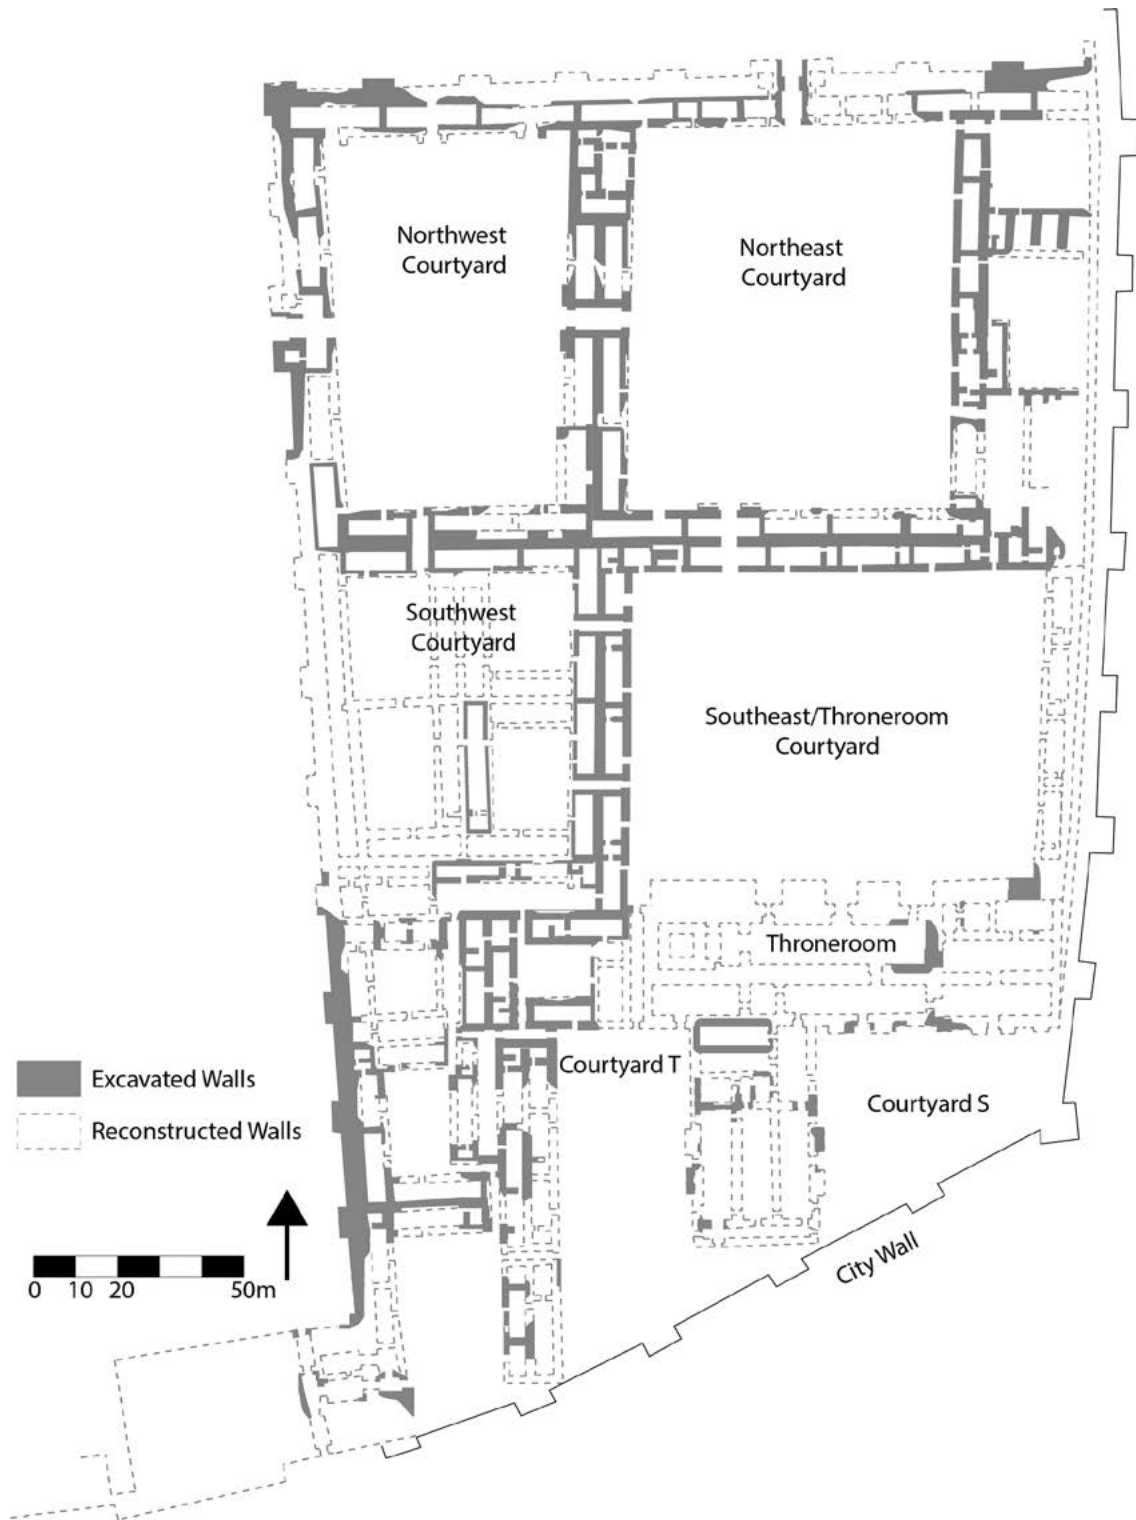 Northwest
Courtyard
Northeast
Courtyard
Southwest
Courtyard
Southeast/Throneroom
Courtyard
Throneroom
Courtyard T
Courtyard S
Excavated Walls
Reconstructed Walls
0 10 20 50m
City Wall